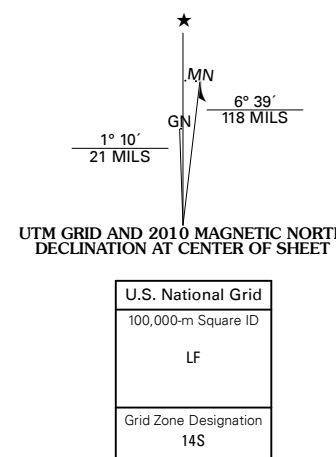 MN
GN
6° 39´
118 MILS
1° 10´
21 MILS
UTM GRID AND 2010 MAGNETIC NORT
DECLINATION AT CENTER OF SHEET
U.S. National Grid
100,000-m Square ID
LF
Grid Zone Designation
14S